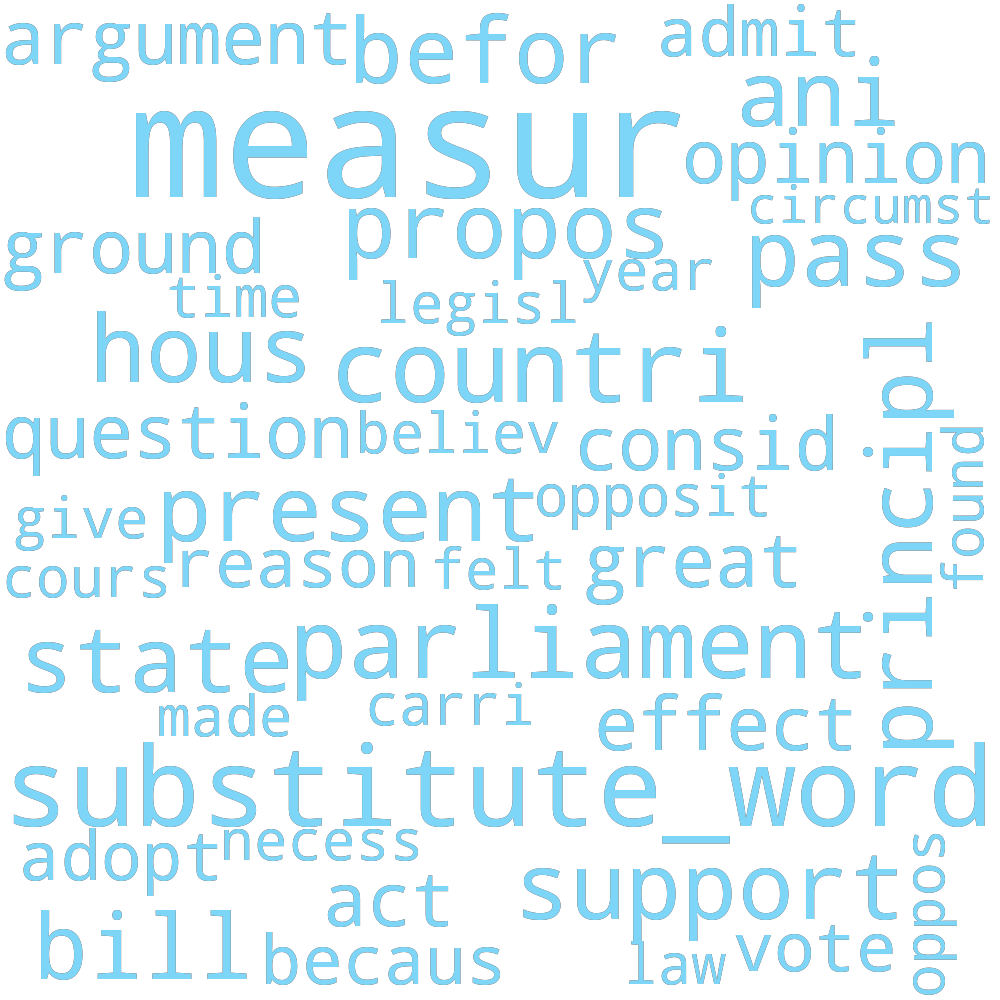 argument
befor
admit
ani
measur
opinion
circumst
propos
ground
pass
year
time
legisl
hous
countri
principl
question
believ
consid
found
present
opposit
give
reason
great
cours
felt
parliament
state
carri
made
effect
substitute_word
necess
adopt
support
oppos
act
bill
becaus
vote
law